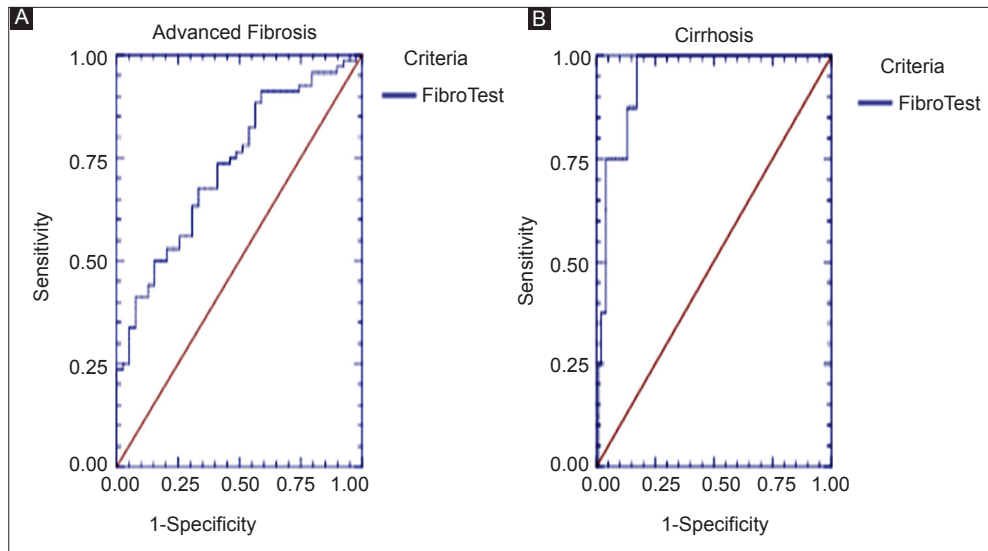 A
Advanced Fibrosis
Criteria
FibroTest
1.00
0.75
0.50
0.25
0.00
Sensitivity
0.00 0.25 0.50 0.75 1.00
1-Specificity
B
Cirrhosis
Criteria
FibroTest
1.00
0.75
0.50
0.25
0.00
Sensitivity
0.00 0.25 0.50 0.75 1.00
1-Specificity